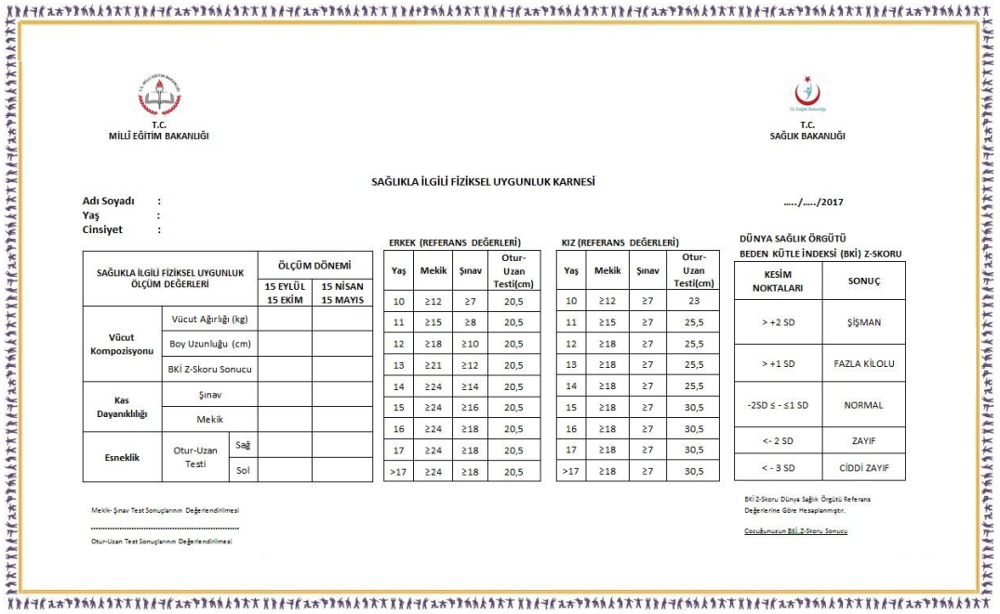 T.C. MİLLÎ EĞİTİM BAKANLIĞI
T.C.
MİLLÎ EĞİTİM BAKANLIĞI
T.C. Sağlık Bakanlığı
T.C.
SAĞLIK BAKANLIĞI
SAĞLIKLA İLGİLİ FİZİKSEL UYGUNLUK KARNESİ
Adı Soyadı :
Yaş :
Cinsiyet :
...../...../2017
SAĞLIKLA İLGİLİ FİZİKSEL UYGUNLUK
ÖLÇÜM DEĞERLERİ
ÖLÇÜM DÖNEMİ
15 EYLÜL 15 NİSAN
15 EKİM 15 MAYIS
Vücut
Kompozisyonu
Vücut Ağırlığı (kg)
Boy Uzunluğu (cm)
BKİ Z-Skoru Sonucu
Kas
Dayanıklılığı
Şınav
Mekik
Esneklik
Otur-Uzan
Testi
Sağ
Sol
Mekik- Şınav Test Sonuçlarının Değerlendirilmesi
Otur-Uzan Test Sonuçlarının Değerlendirilmesi
ERKEK (REFERANS DEĞERLERİ)
Yaş Mekik Şınav Otur-
Uzan
Testi(cm)
10 ≥12 ≥7 20,5
11 ≥15 ≥8 20,5
12 ≥18 ≥10 20,5
13 ≥21 ≥12 20,5
14 ≥24 ≥14 20,5
15 ≥24 ≥16 20,5
16 ≥24 ≥18 20,5
17 ≥24 ≥18 20,5
>17 ≥24 ≥18 20,5
KIZ (REFERANS DEĞERLERİ)
Yaş Mekik Şınav Otur-
Uzan
Testi(cm)
10 ≥12 ≥7 23
11 ≥15 ≥7 25,5
12 ≥18 ≥7 25,5
13 ≥18 ≥7 25,5
14 ≥18 ≥7 25,5
15 ≥18 ≥7 30,5
16 ≥18 ≥7 30,5
17 ≥18 ≥7 30,5
>17 ≥18 ≥7 30,5
DÜNYA SAĞLIK ÖRGÜTÜ
BEDEN KÜTLE İNDEKSİ (BKİ) Z-SKORU
KESİM
NOKTALARI
SONUÇ
> +2 SD ŞİŞMAN
> +1 SD FAZLA KİLOLU
-2SD ≤ - ≤1 SD NORMAL
<- 2 SD ZAYIF
< - 3 SD CİDDİ ZAYIF
BKİ Z-Skoru Dünya Sağlık Örgütü Referans
Değerlerine Göre Hesaplanmıştır.
Çocuğunuzun BKİ Z-Skoru Sonucu